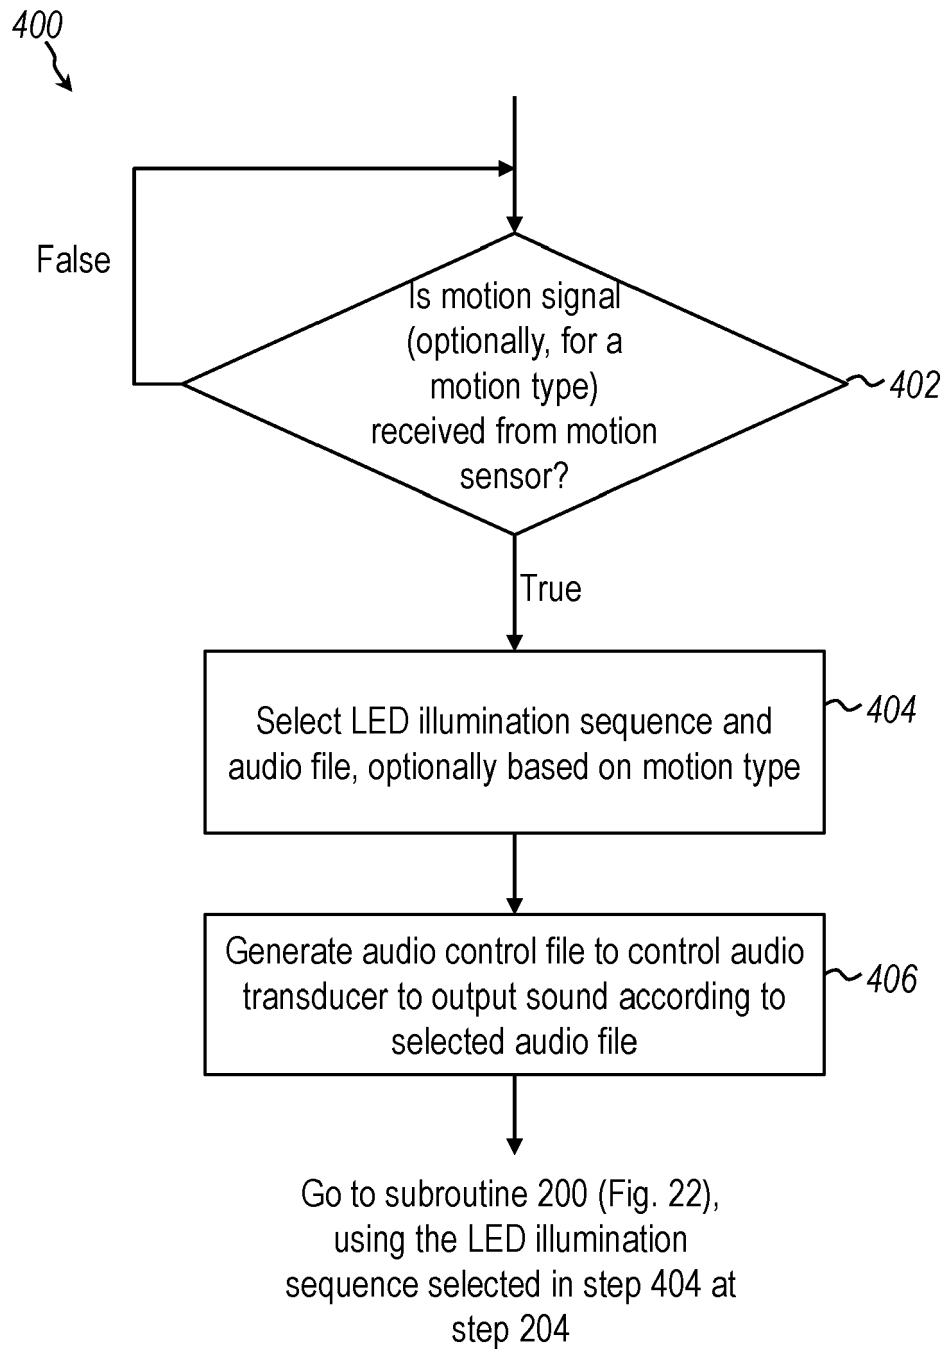 400
False
Is motion signal
(optionally, for a
motion type)
received from motion
sensor?
402
True
Select LED illumination sequence and
audio file, optionally based on motion type
404
Generate audio control file to control audio
transducer to output sound according to
selected audio file
406
Go to subroutine 200 (Fig. 22),
using the LED illumination
sequence selected in step 404 at
step 204